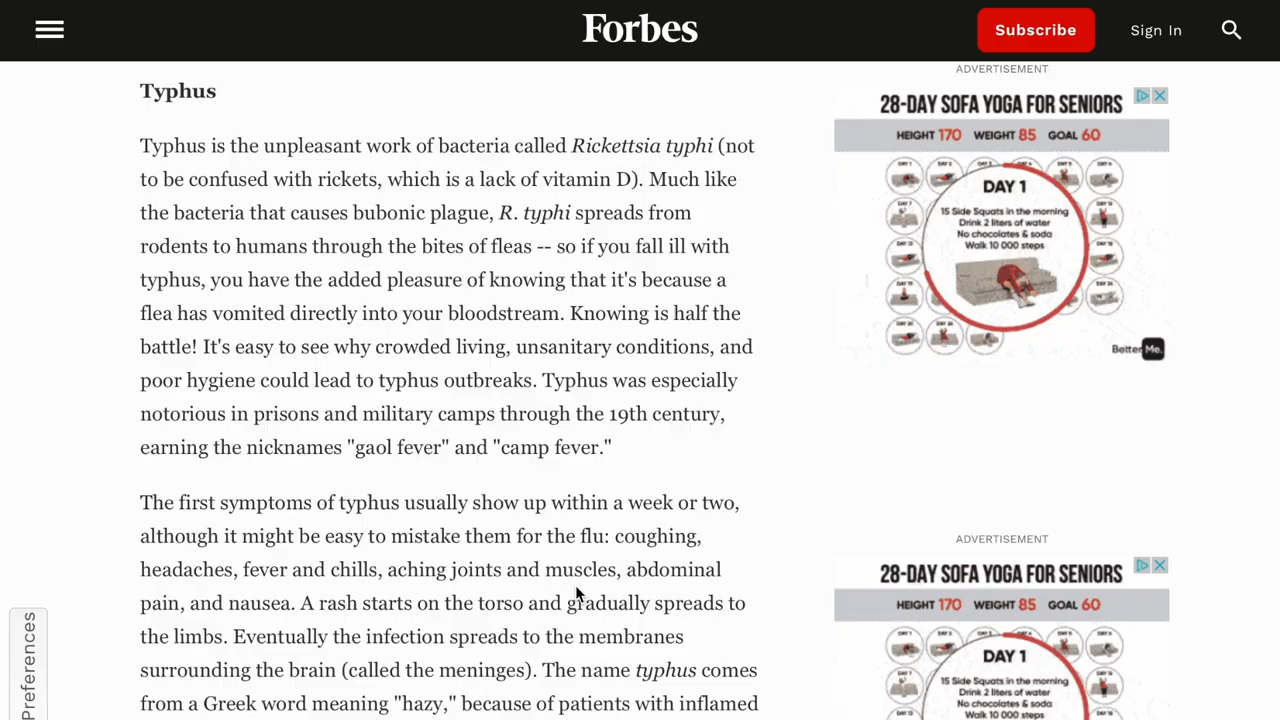 Forbes
Subscribe
Sign In
Typhus
Typhus is the unpleasant work of bacteria called Rickettsia typhi (not
to be confused with rickets, which is a lack of vitamin D). Much like
the bacteria that causes bubonic plague, R. typhi spreads from
rodents to humans through the bites of fleas -- so if you fall ill with
typhus, you have the added pleasure of knowing that it's because a
flea has vomited directly into your bloodstream. Knowing is half the
battle! It's easy to see why crowded living, unsanitary conditions, and
poor hygiene could lead to typhus outbreaks. Typhus was especially
notorious in prisons and military camps through the 19th century,
earning the nicknames "gaol fever" and "camp fever."
The first symptoms of typhus usually show up within a week or two,
although it might be easy to mistake them for the flu: coughing,
headaches, fever and chills, aching joints and muscles, abdominal
pain, and nausea. A rash starts on the torso and gradually spreads to
the limbs. Eventually the infection spreads to the membranes
surrounding the brain (called the meninges). The name typhus comes
from a Greek word meaning "hazy," because of patients with inflamed
Preferences
ADVERTISEMENT
28-DAY SOFA YOGA FOR SENIORS
HEIGHT 170 WEIGHT 85 GOAL 60
DAY 1
15 Side Squats in the morning
Drink 2 liters of water
No chocolates & soda
Walk 10 000 steps
BetterMe.
ADVERTISEMENT
28-DAY SOFA YOGA FOR SENIORS
HEIGHT 170 WEIGHT 85 GOAL 60
DAY 1
15 Side Squats in the morning
Drink 2 liters of water
No chocolates & soda